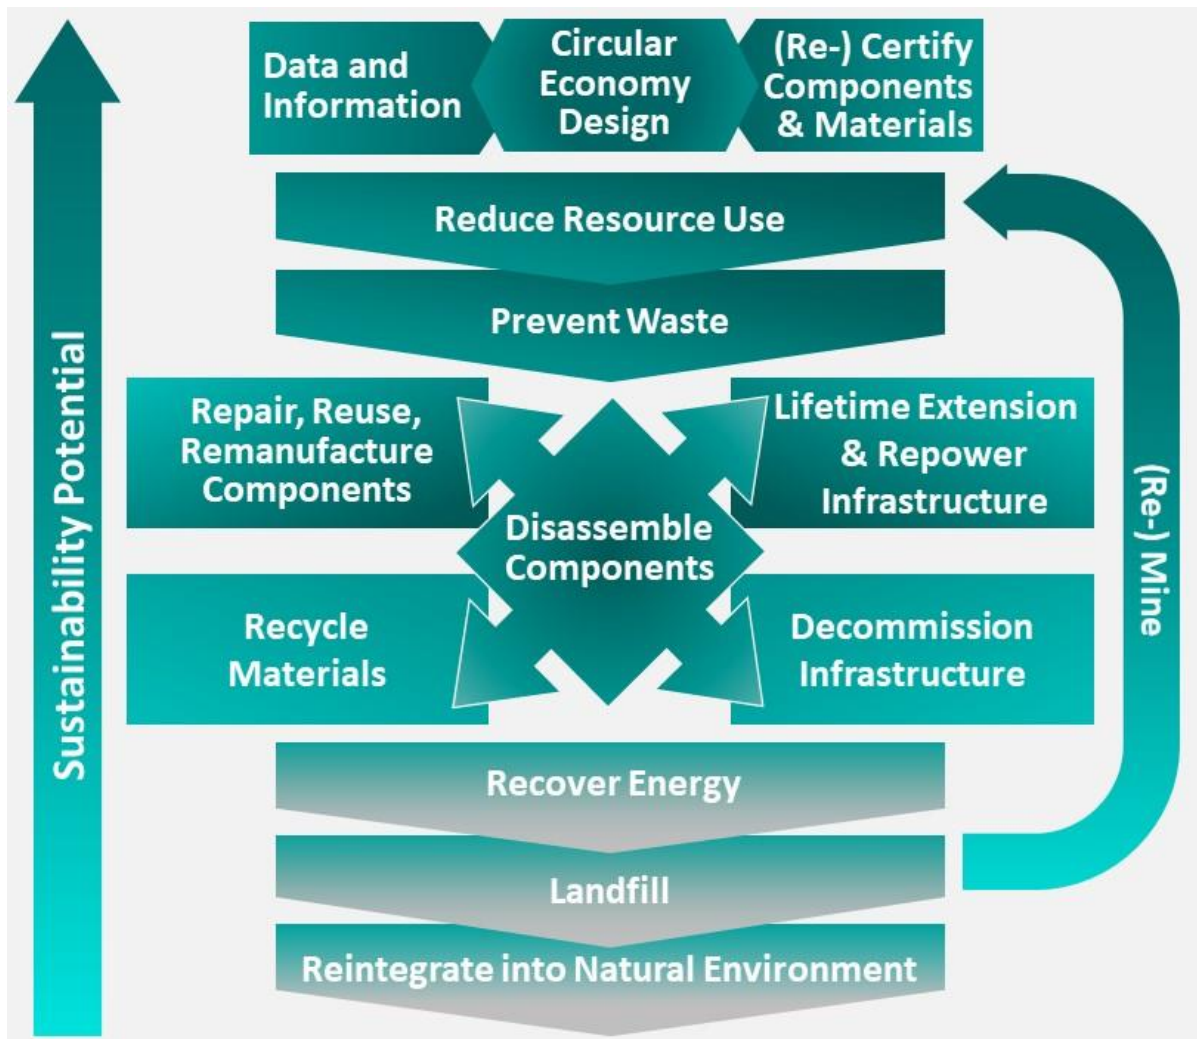 Data and
Information
Circular
Economy
Design
(Re-) Certify
Components
& Materials
Reduce Resource Use
Prevent Waste
Repair, Reuse,
Remanufacture
Components
Lifetime Extension
& Repower
Infrastructure
Disassemble
Components
Recycle
Materials
Decommission
Infrastructure
Recover Energy
Landfill
Reintegrate into Natural Environment
Sustainability Potential
(Re-) Mine